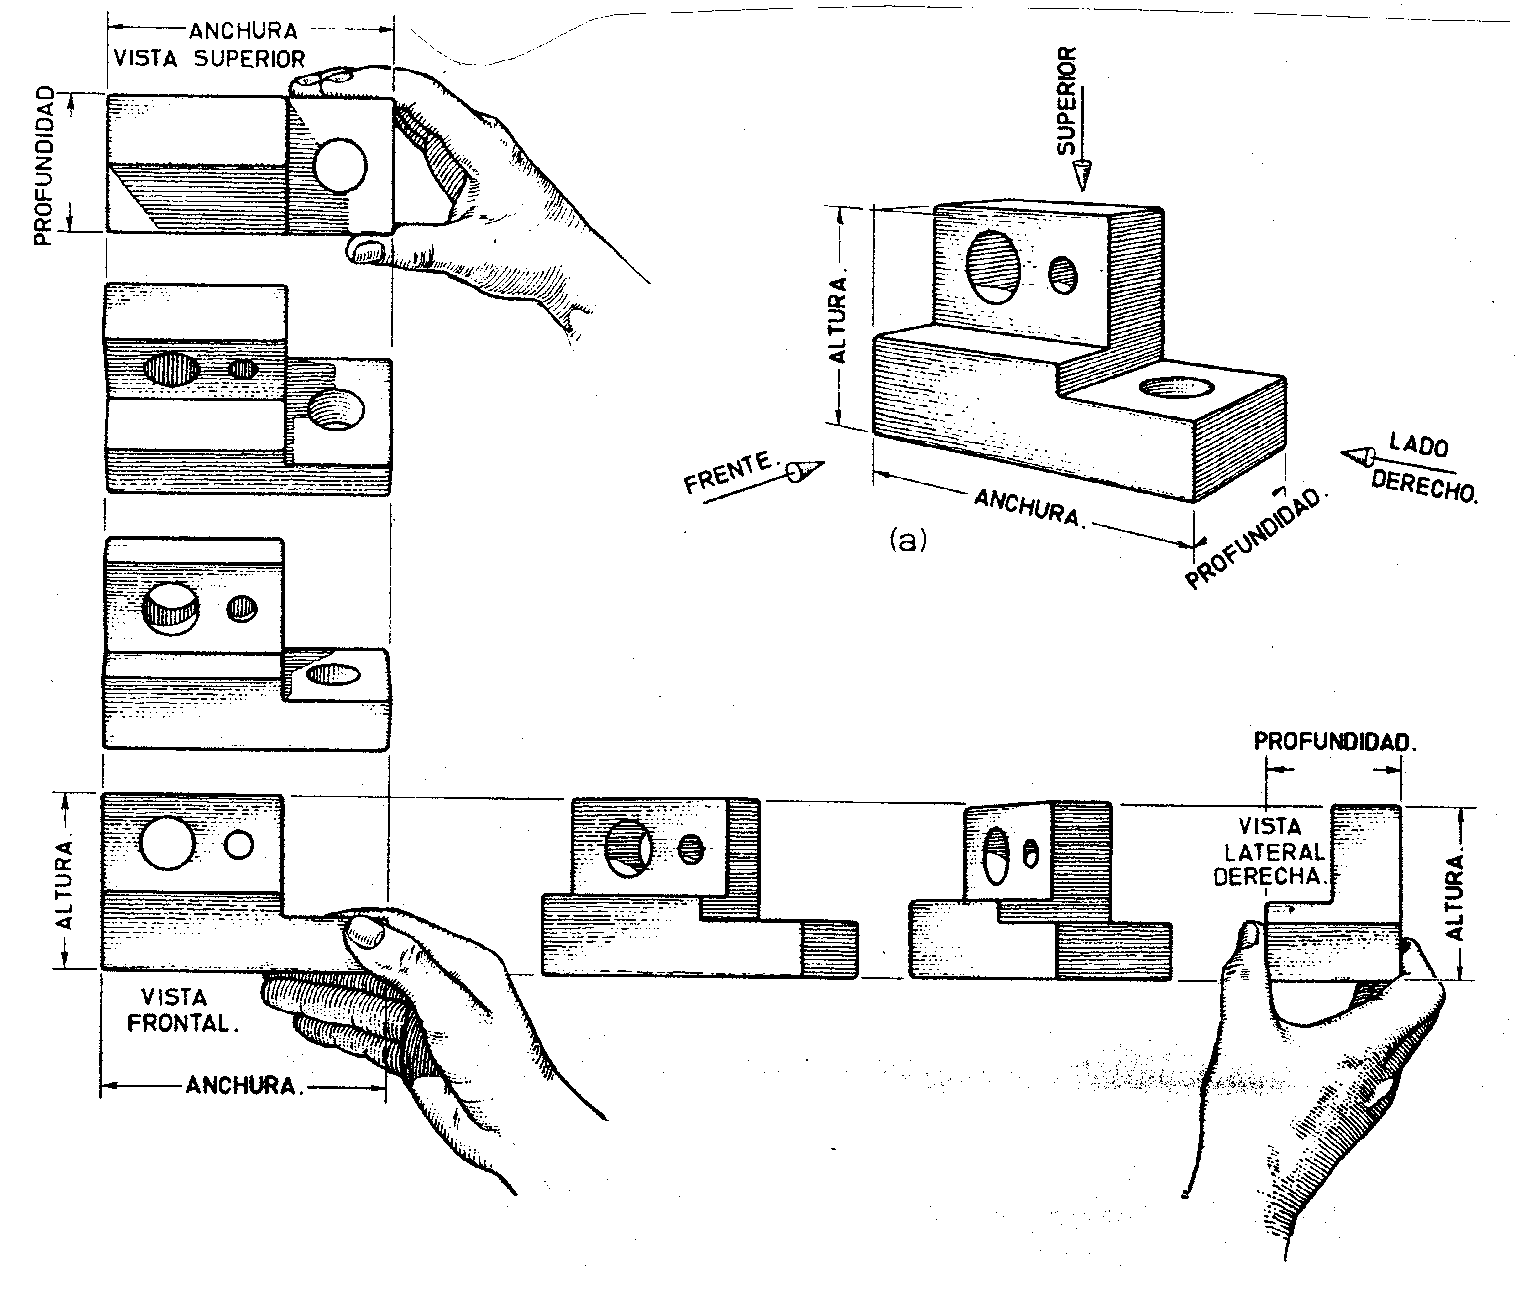 ANCHURA
VISTA SUPERIOR
PROFUNDIDAD
SUPERIOR
ALTURA.
FRENTE.
LADO
DERECHO.
ANCHURA.
PROFUNDIDAD.
(a)
PROFUNDIDAD.
ALTURA.
VISTA
LATERAL
DERECHA.
ALTURA.
VISTA
FRONTAL.
ANCHURA.